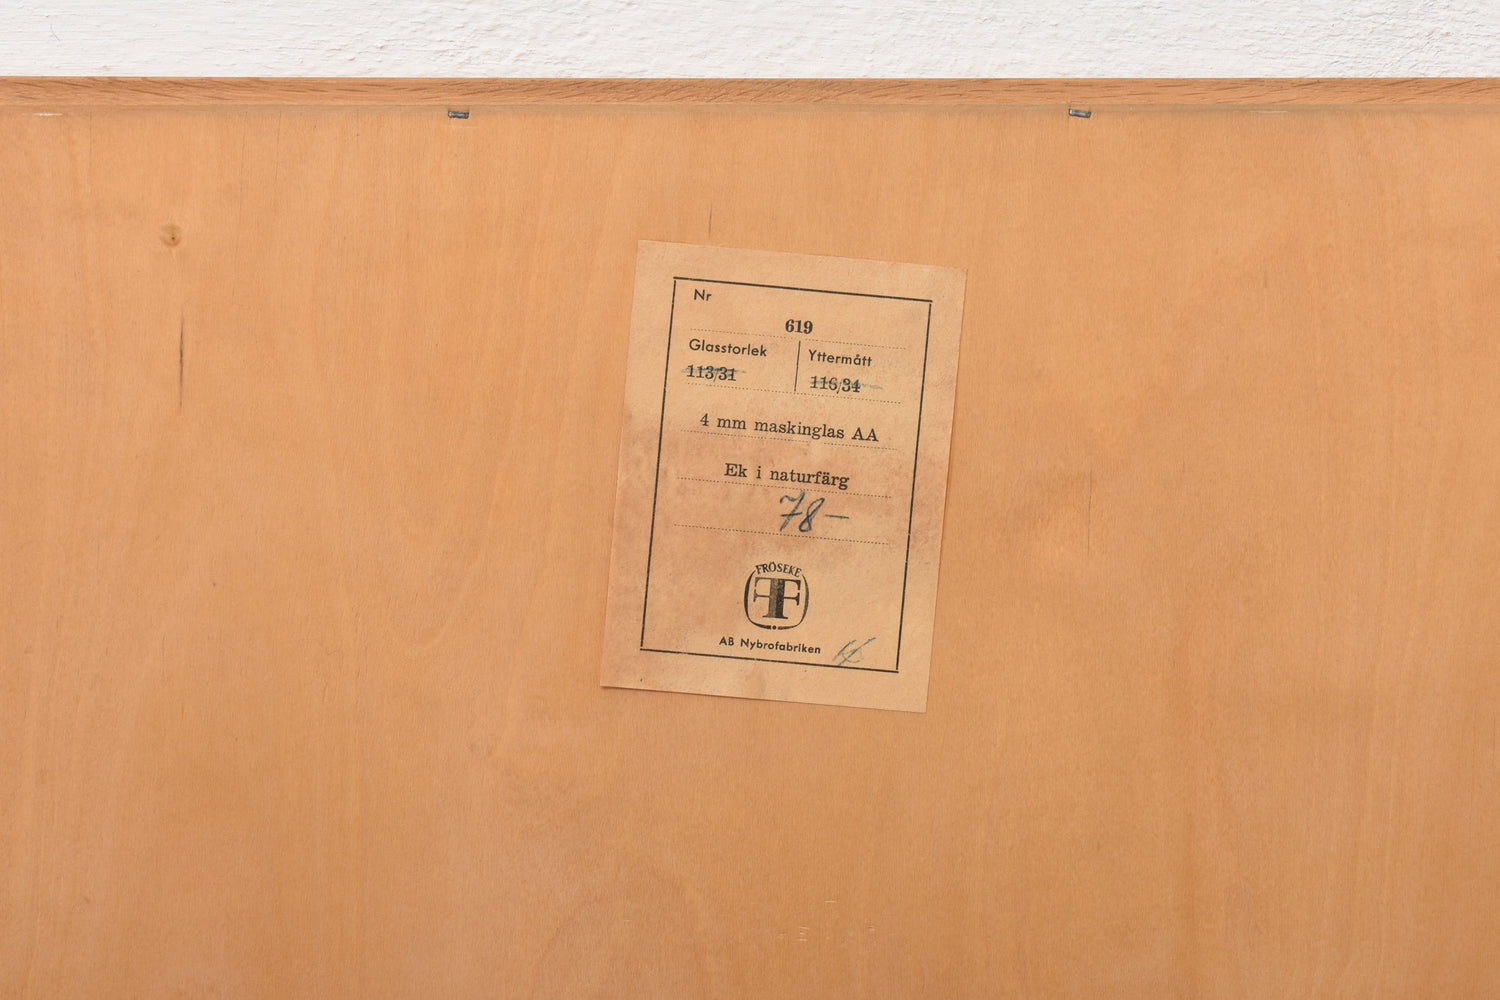 Nr
619
Glasstorlek Yttermått
113/31 116/34
4 mm maskinglas AA
Ek i naturfärg
78–
FRÖSEKE
F
AB Nybrofabriken